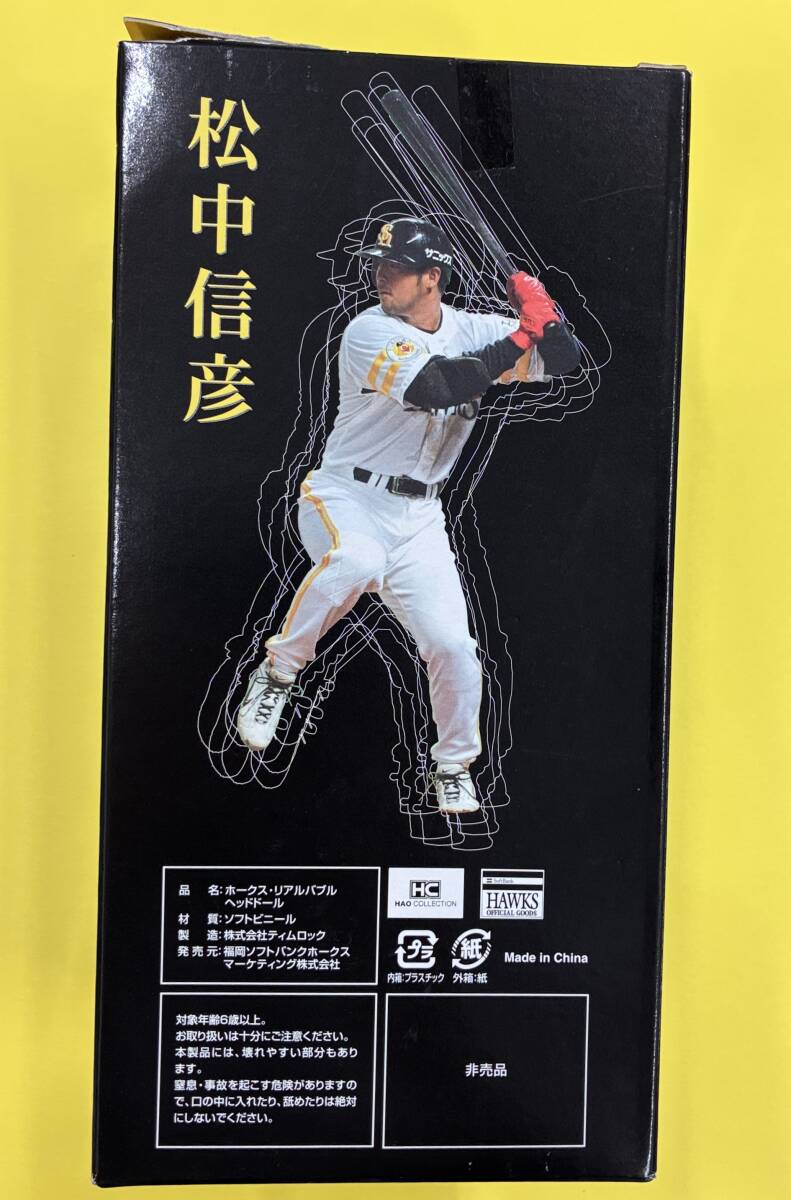 松中信彦
サニックス
品 名:ホークス・リアルバブル
ヘッドドール
材 質:ソフトビニール
製 造:株式会社ティムロック
発 売 元:福岡ソフトバンクホークス
マーケティング株式会社
HC
HAO COLLECTION
SoftBank
HAWKS
OFFICIAL GOODS
プラ
紙
内箱:プラスチック 外箱:紙
Made in China
対象年齢6歳以上。
お取り扱いは十分にご注意ください。
本製品には、壊れやすい部分もあり
ます。
窒息・事故を起こす危険がありますの
で、口の中に入れたり、舐めたりは絶対
にしないでください。
非売品